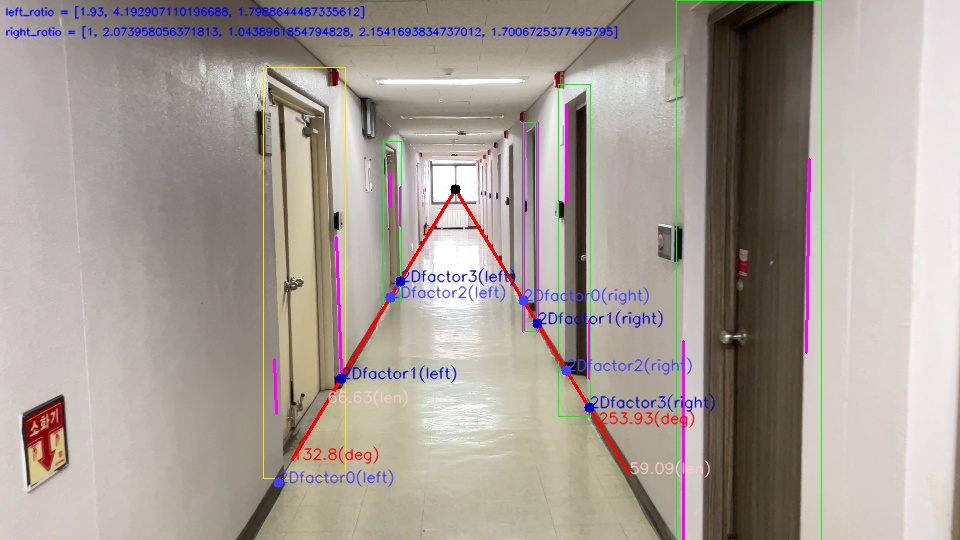 left_ratio = [1.93, 4.192907110196688, 1.7988644487335612]
right_ratio = [1, 2.073958056371813, 1.0438961854794828, 2.1541693834737012, 1.7006725377495795]
2Dfactor3(left)
2Dfactor2(left)
2Dfactor0(right)
2Dfactor1(right)
2Dfactor2(right)
2Dfactor1(left)
66.63(len)
2Dfactor3(right)
253.93(deg)
소화기
132.8(deg)
59.09(len)
2Dfactor0(left)